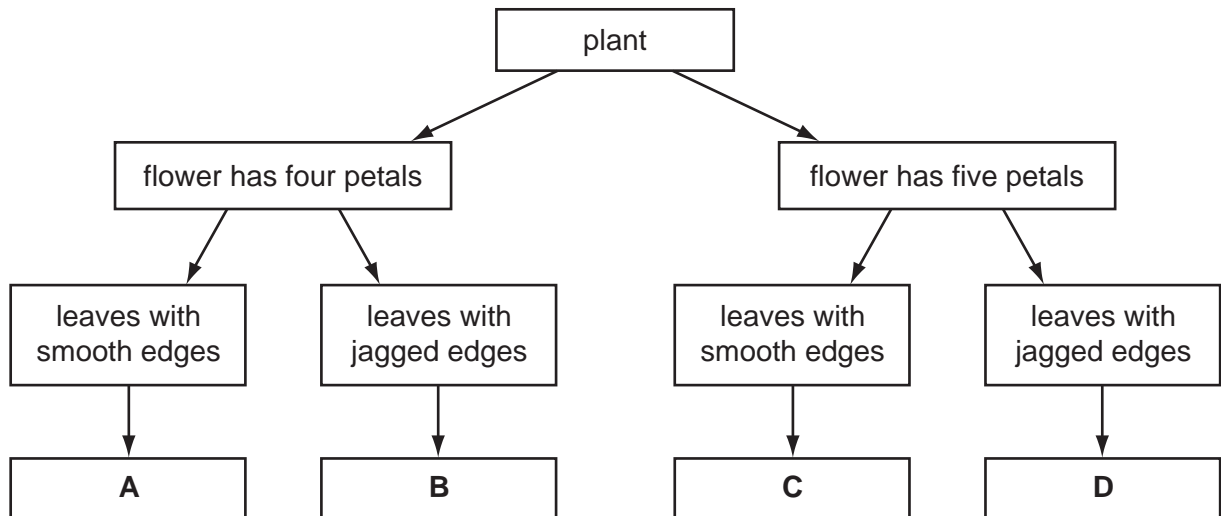 plant
flower has four petals
flower has five petals
leaves with
smooth edges
leaves with
jagged edges
leaves with
smooth edges
leaves with
jagged edges
A
B
C
D